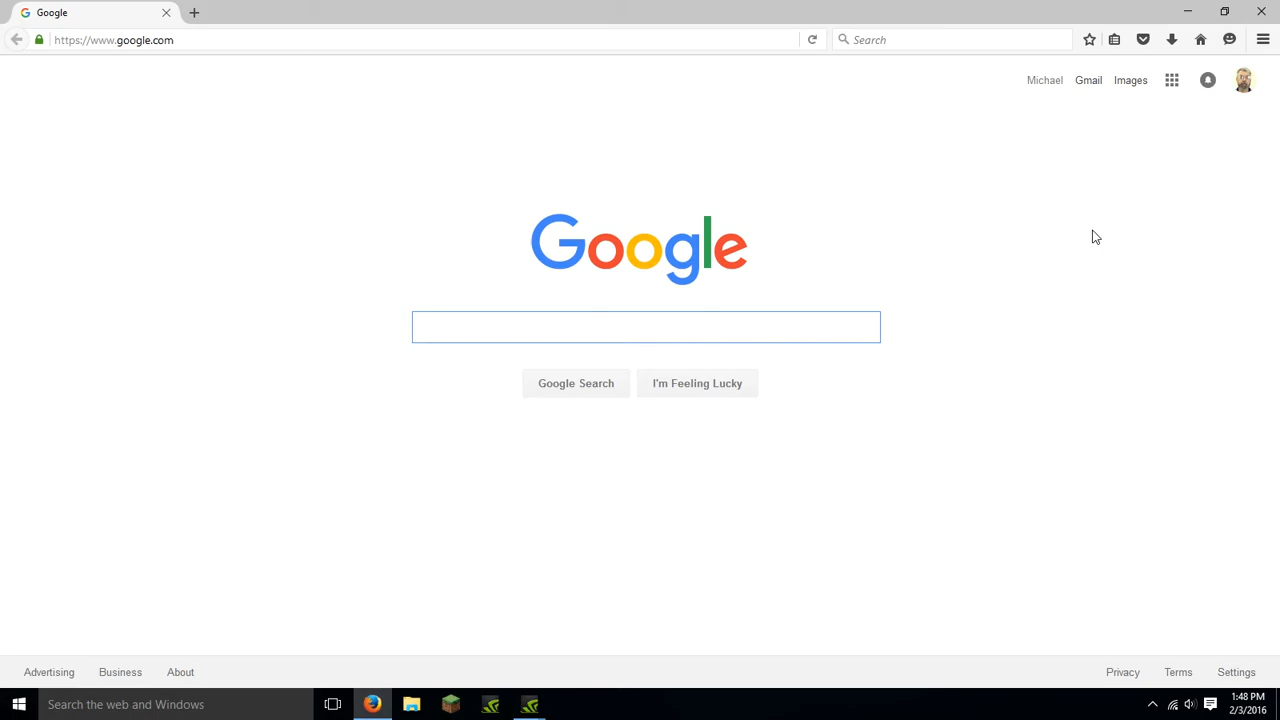 Google
https://www.google.com
Search
Michael Gmail Images
Google
Google Search I'm Feeling Lucky
Advertising Business About
Privacy Terms Settings
Search the web and Windows
1:48 PM
2/3/2016